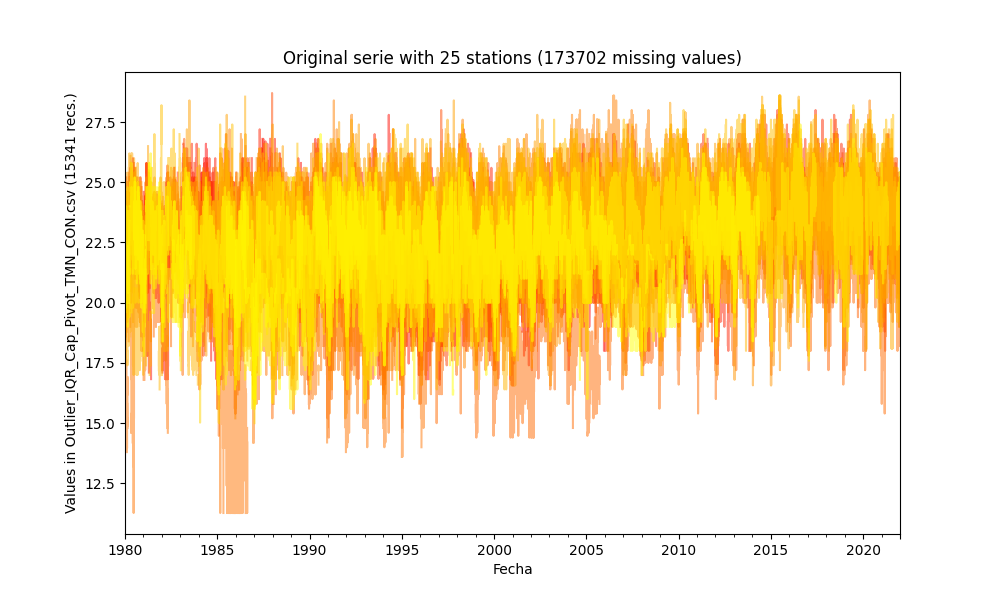 Original serie with 25 stations (173702 missing values)
Values in Outlier_IQR_Cap_Pivot_TMN_CON.csv (15341 recs.)
27.5
25.0
22.5
20.0
17.5
15.0
12.5
1980 1985 1990 1995 2000 2005 2010 2015 2020
Fecha